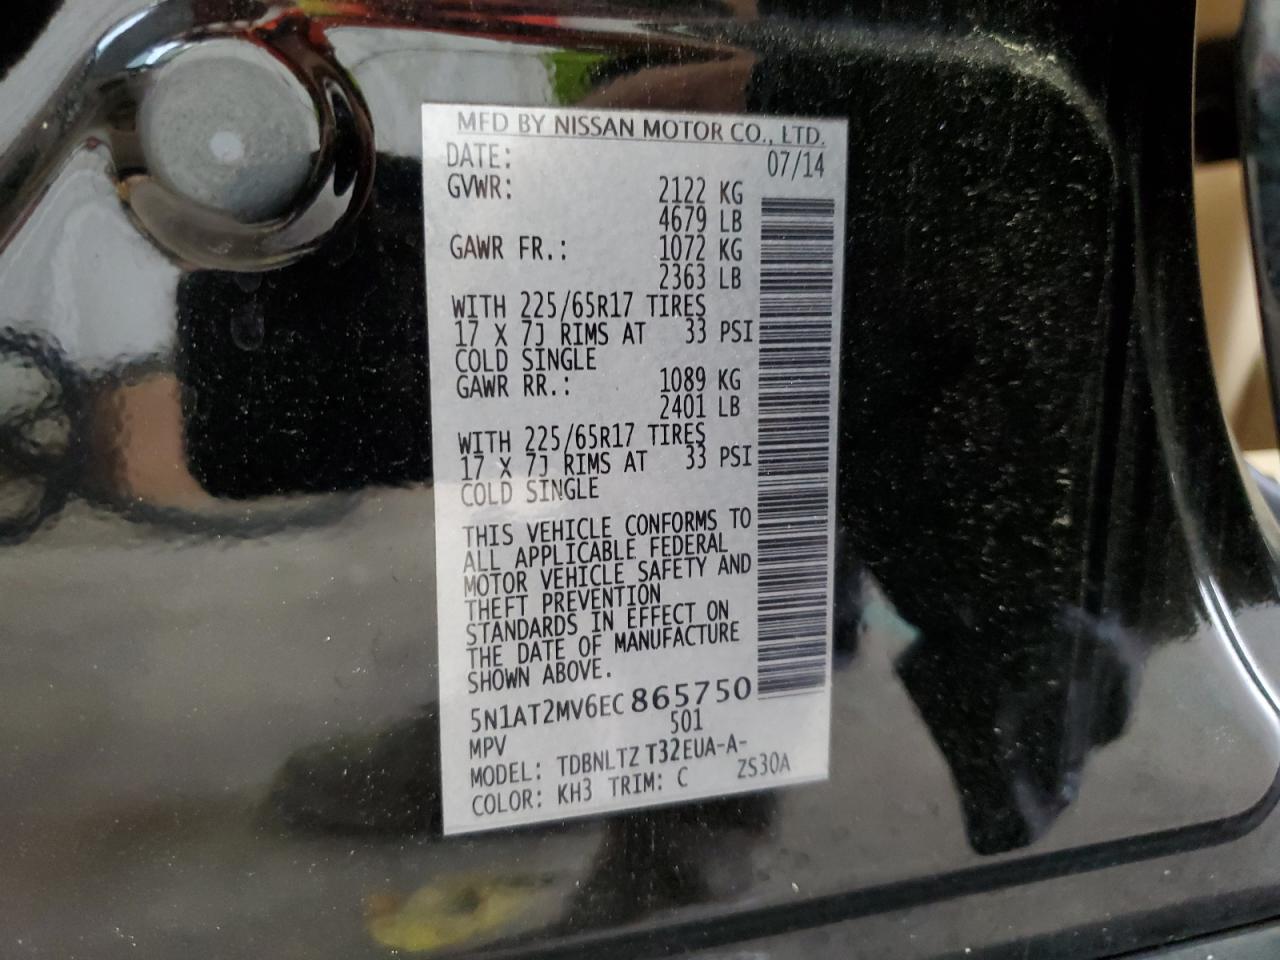 MFD BY NISSAN MOTOR CO., LTD.
DATE: 07/14
GVWR: 2122 KG
4679 LB
GAWR FR.: 1072 KG
2363 LB
WITH 225/65R17 TIRES
17 X 7J RIMS AT 33 PSI
COLD SINGLE
GAWR RR.: 1089 KG
2401 LB
WITH 225/65R17 TIRES
17 X 7J RIMS AT 33 PSI
COLD SINGLE
THIS VEHICLE CONFORMS TO
ALL APPLICABLE FEDERAL
MOTOR VEHICLE SAFETY AND
THEFT PREVENTION
STANDARDS IN EFFECT ON
THE DATE OF MANUFACTURE
SHOWN ABOVE.
5N1AT2MV6EC865750
MPV 501
MODEL: TDBNLTZ T32EUA-A-
COLOR: KH3 TRIM: C ZS30A